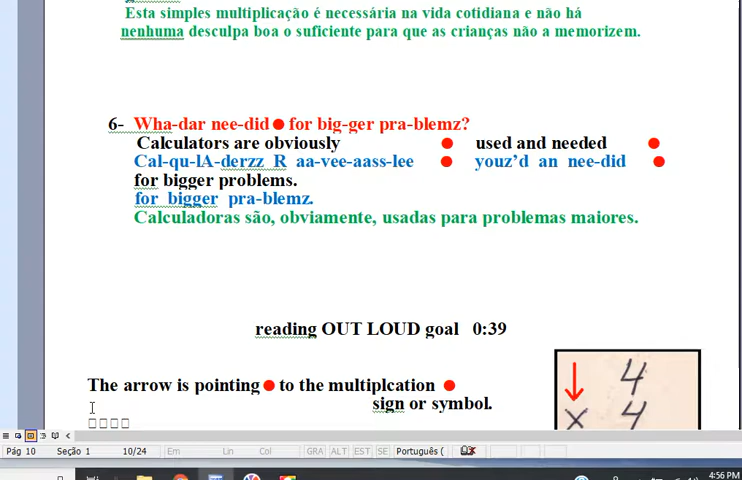 Esta simples multiplicação é necessária na vida cotidiana e não há
nenhuma desculpa boa o suficiente para que as crianças não a memorizem.
6- Wha-dar nee-did for big-ger pra-blemz?
Calculators are obviously used and needed
Cal-qu-lA-derzz R aa-vee-aass-lee youz'd an nee-did
for bigger problems.
for bigger pra-blemz.
Calculadoras são, obviamente, usadas para problemas maiores.
reading OUT LOUD goal 0:39
4
The arrow is pointing to the multiplcation
sign or symbol.
x 4
Pág 10 Seção 1 10/24 Em Lin Col GRA ALT EST SE Português (
4:56 PM